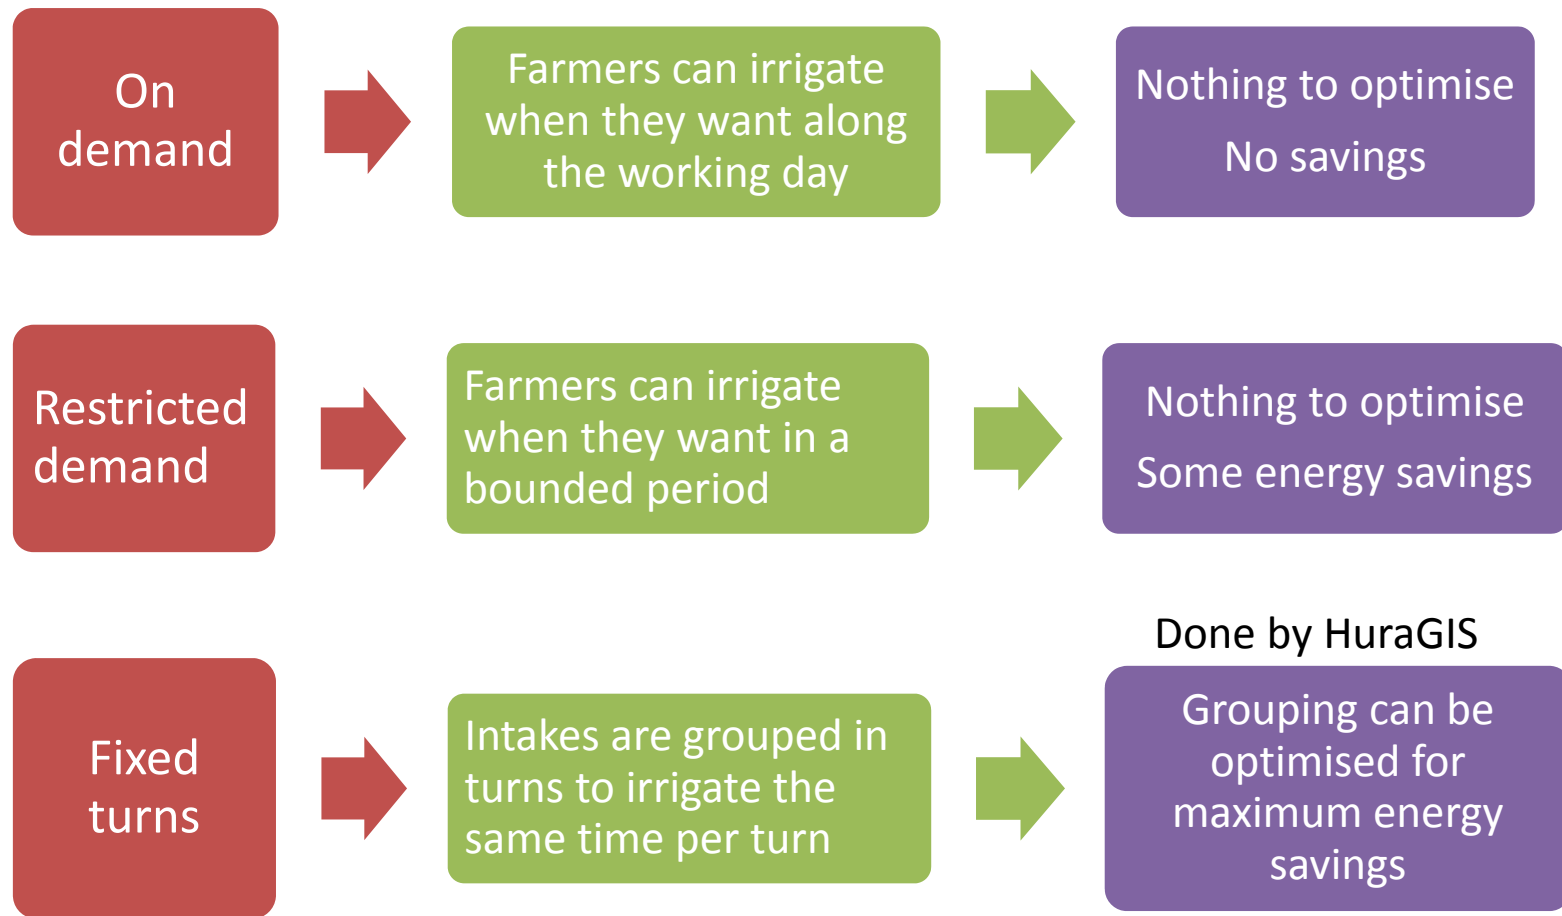 On
demand
Farmers can irrigate
when they want along
the working day
Nothing to optimise
No savings
Restricted
demand
Farmers can irrigate
when they want in a
bounded period
Nothing to optimise
Some energy savings
Done by HuraGIS
Fixed
turns
Intakes are grouped in
turns to irrigate the
same time per turn
Grouping can be
optimised for
maximum energy
savings